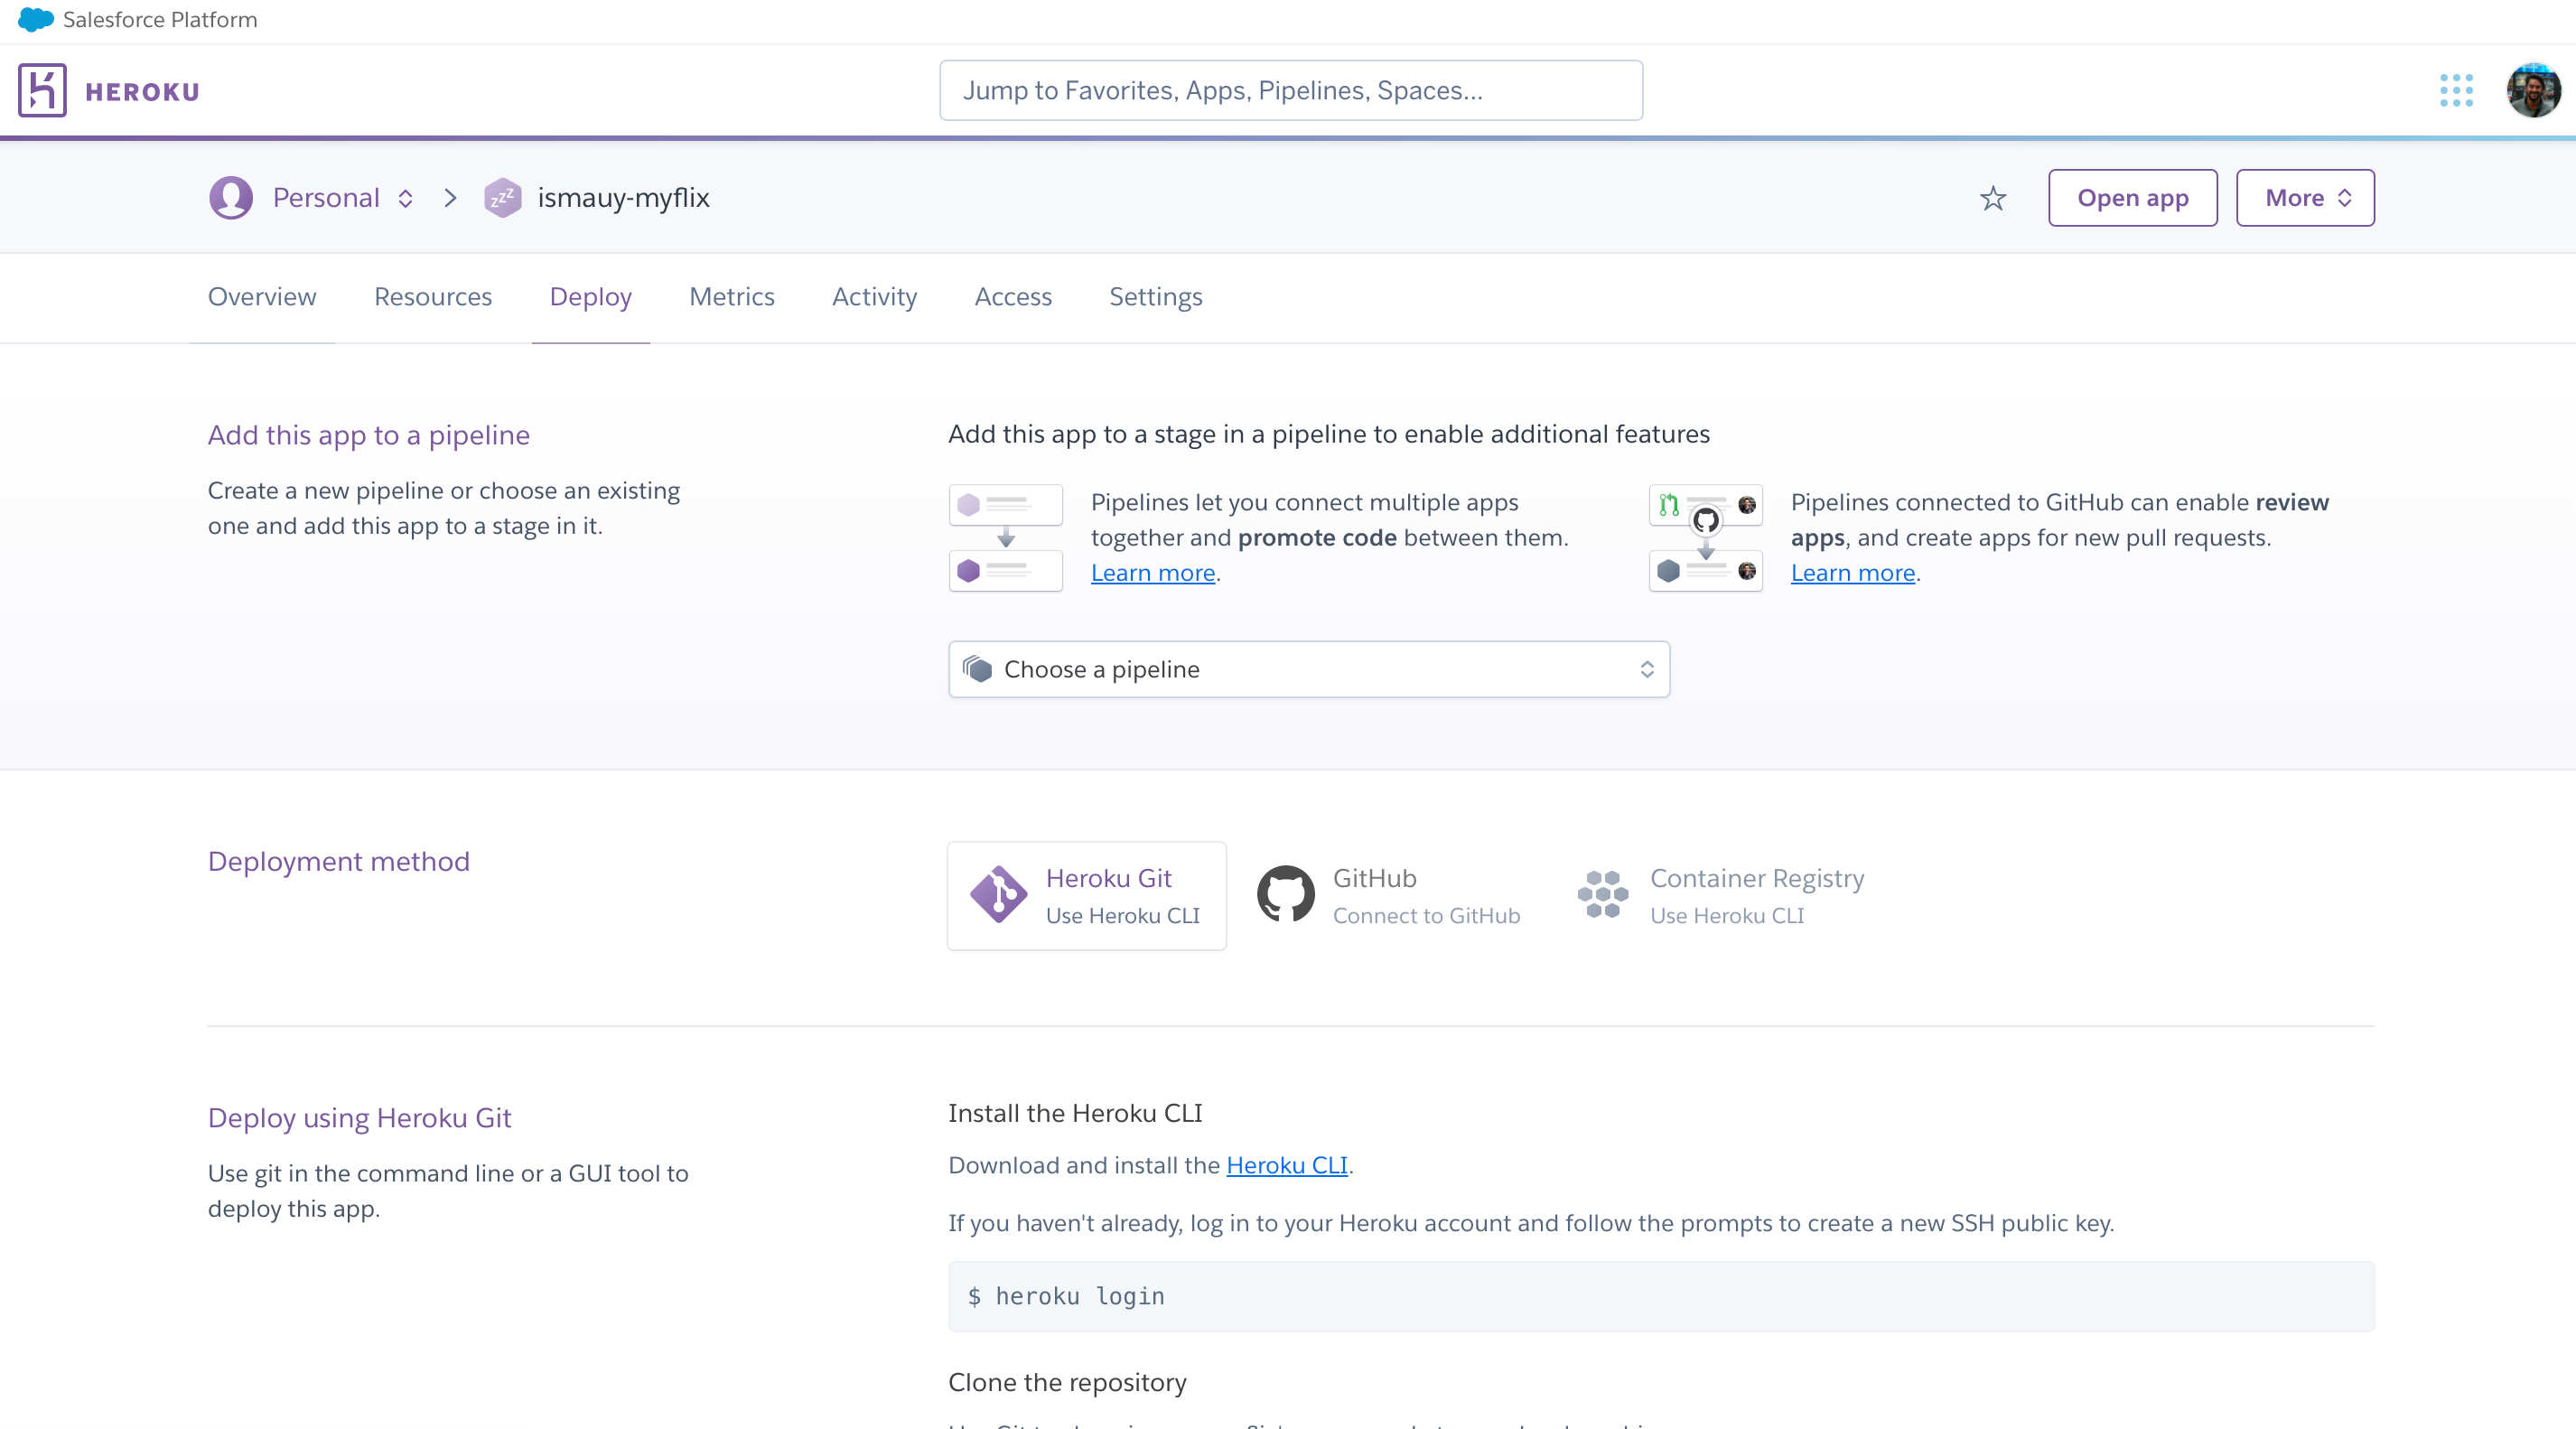 Salesforce Platform
HEROKU
Jump to Favorites, Apps, Pipelines, Spaces...
Personal
zzz
ismauy-myflix
Open app
More
Overview
Resources
Deploy
Metrics
Activity
Access
Settings
Add this app to a pipeline
Create a new pipeline or choose an existing
one and add this app to a stage in it.
Add this app to a stage in a pipeline to enable additional features
Pipelines let you connect multiple apps
together and promote code between them.
Learn more.
Pipelines connected to GitHub can enable review
apps, and create apps for new pull requests.
Learn more.
Choose a pipeline
Deployment method
Heroku Git
Use Heroku CLI
GitHub
Connect to GitHub
Container Registry
Use Heroku CLI
Deploy using Heroku Git
Use git in the command line or a GUI tool to
deploy this app.
Install the Heroku CLI
Download and install the Heroku CLI.
If you haven't already, log in to your Heroku account and follow the prompts to create a new SSH public key.
$ heroku login
Clone the repository